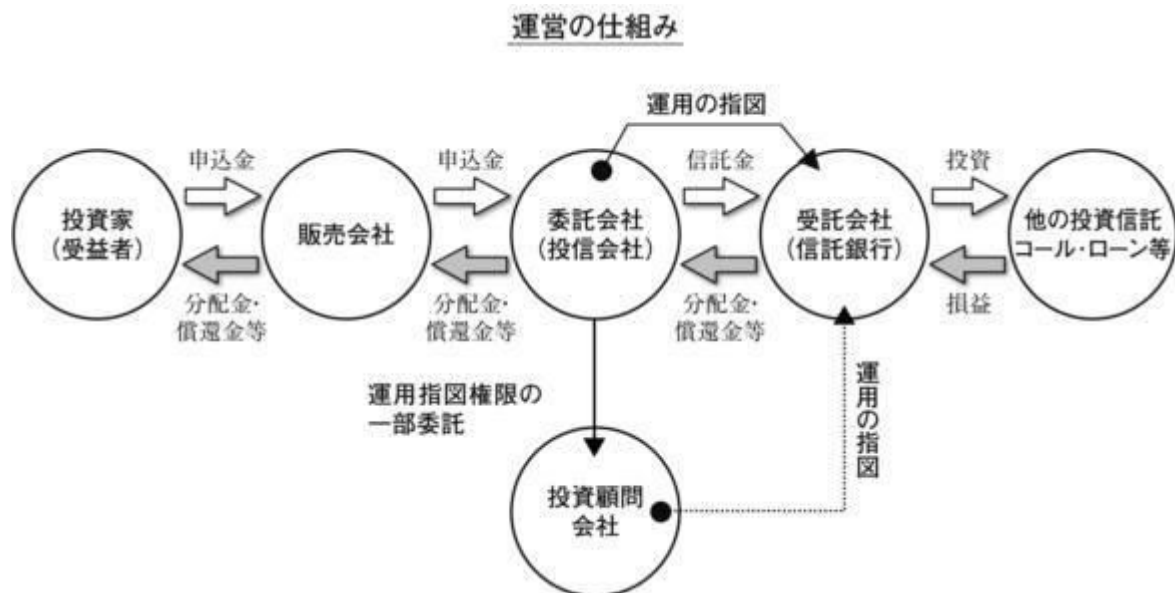 運営の仕組み
運用の指図
申込金
申込金
信託金
投資
投資家
(受益者)
販売会社
委託会社
(投信会社)
受託会社
(信託銀行)
他の投資信託
コール・ローン等
分配金・
償還金等
分配金・
償還金等
分配金・
償還金等
損益
運用指図権限の
一部委託
運用の指図
投資顧問
会社